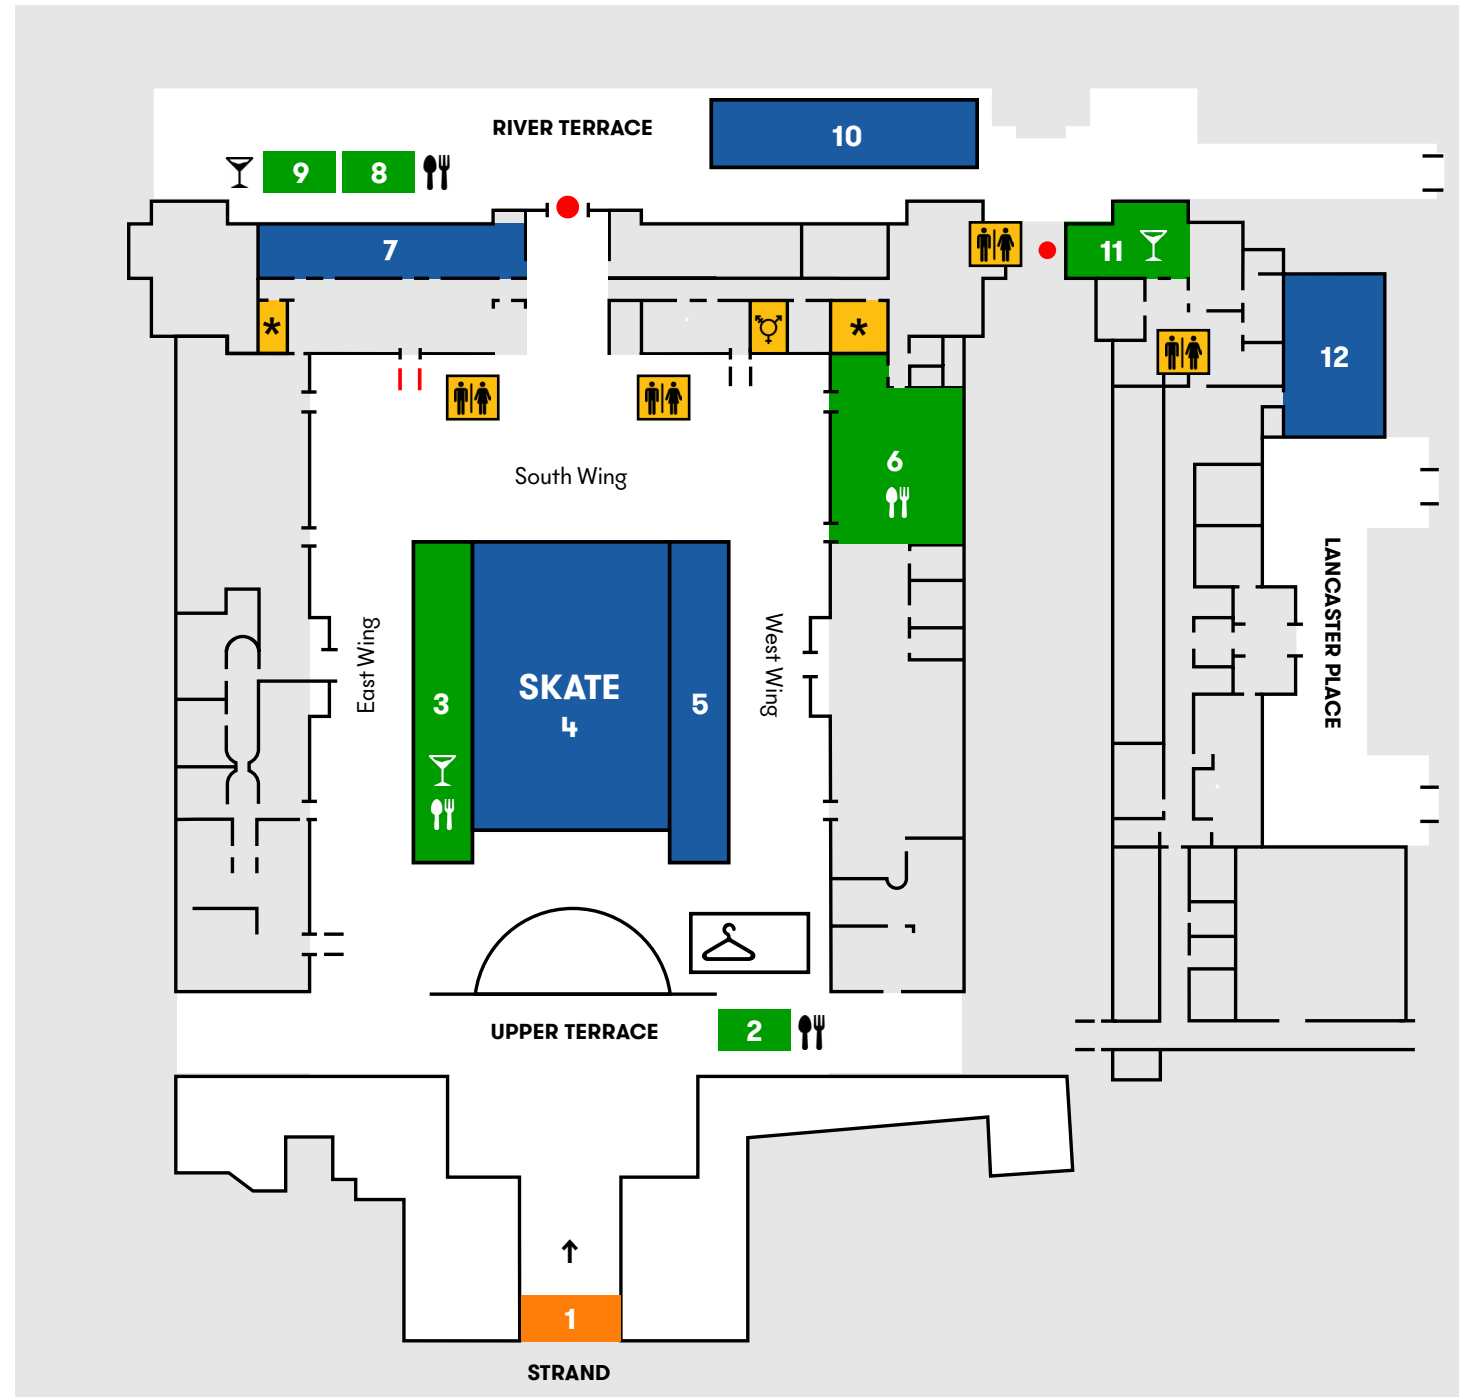 RIVER TERRACE
10
9
8
7
11
*
*
12
South Wing
6
East Wing
West Wing
LANCASTER PLACE
3
SKATE
4
5
UPPER TERRACE
2
1
STRAND